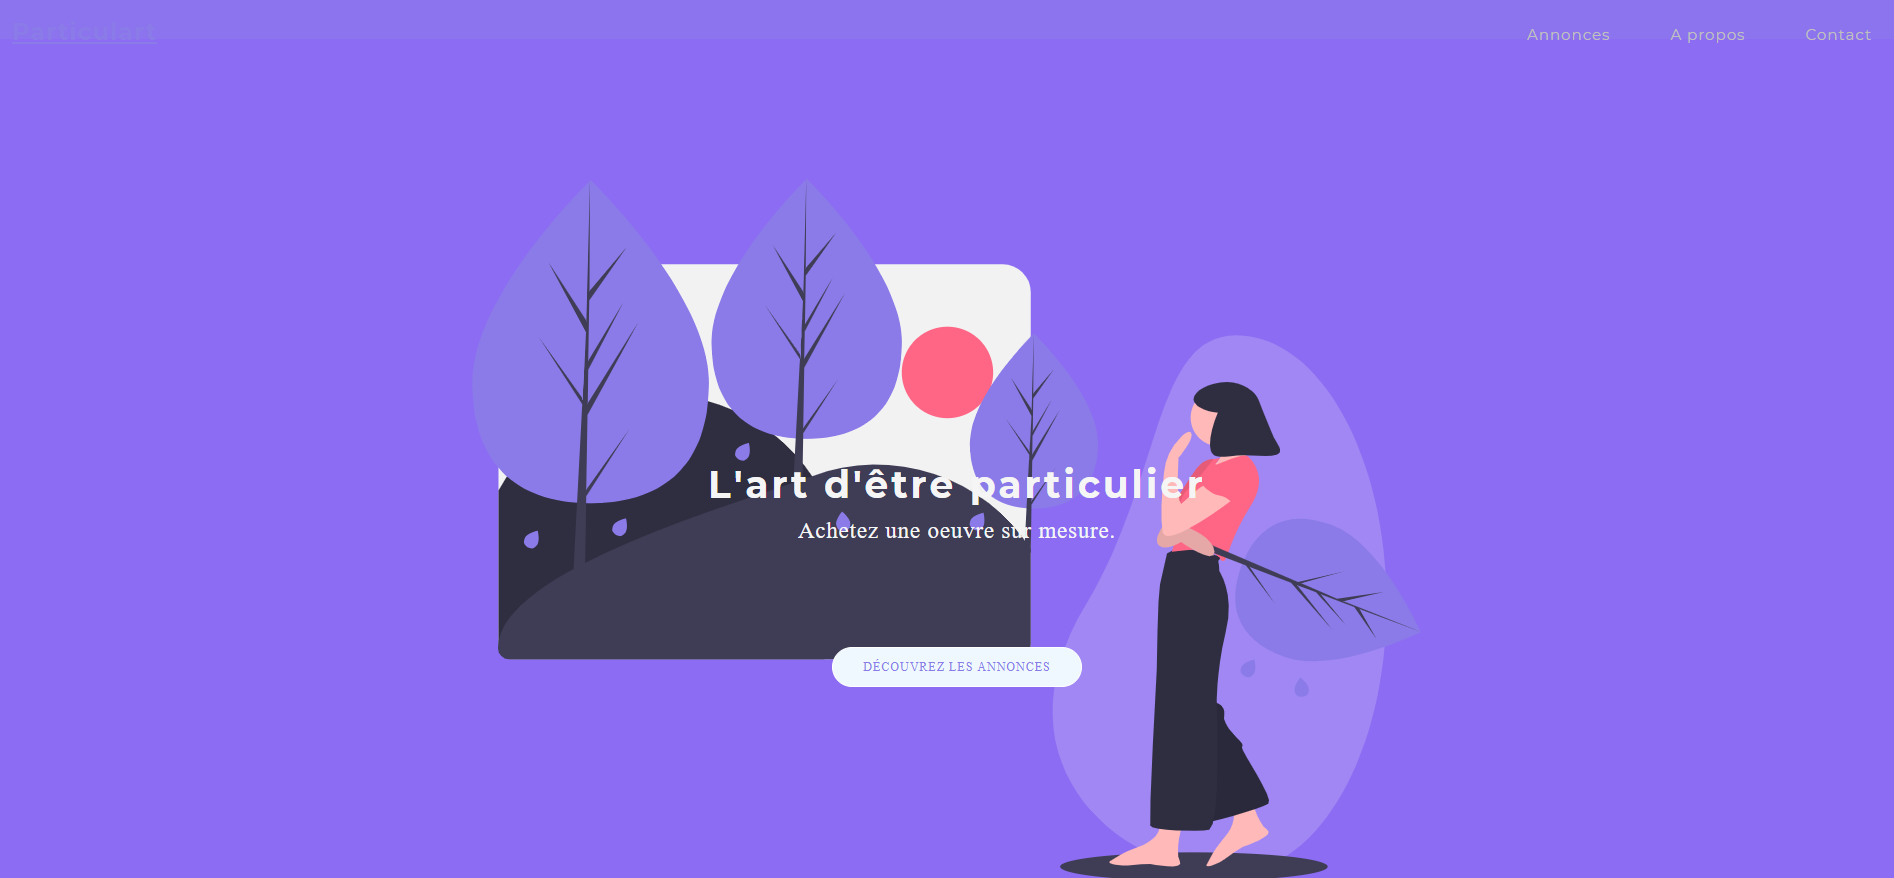 Particulart
Annonces
A propos
Contact
L'art d'être particulier
Achetez une oeuvre sur mesure.
DÉCOUVREZ LES ANNONCES